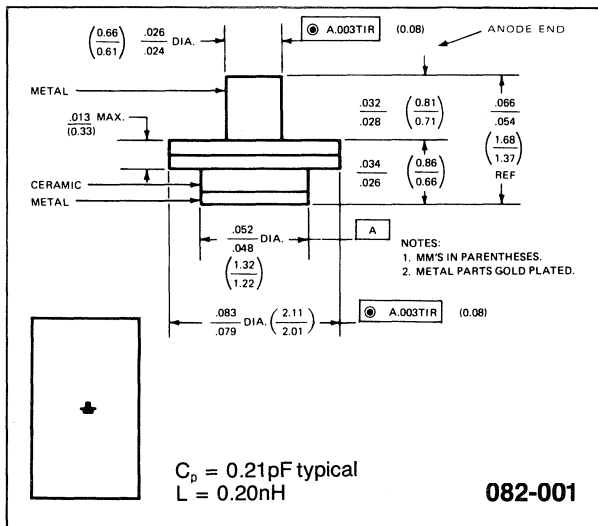 (0.66/0.61) .026/.024 DIA.
◉ A.003TIR (0.08)
ANODE END
METAL
.013 MAX.
(0.33)
.032/.028 (0.81/0.71)
.066/.054
(1.68/1.37)
REF
.034/.026 (0.86/0.66)
CERAMIC
METAL
.052/.048 DIA.
(1.32/1.22)
A
NOTES:
1. MM'S IN PARENTHESES.
2. METAL PARTS GOLD PLATED.
.083/.079 DIA. (2.11/2.01)
◉ A.003TIR (0.08)
Cp = 0.21pF typical
L = 0.20nH
082-001